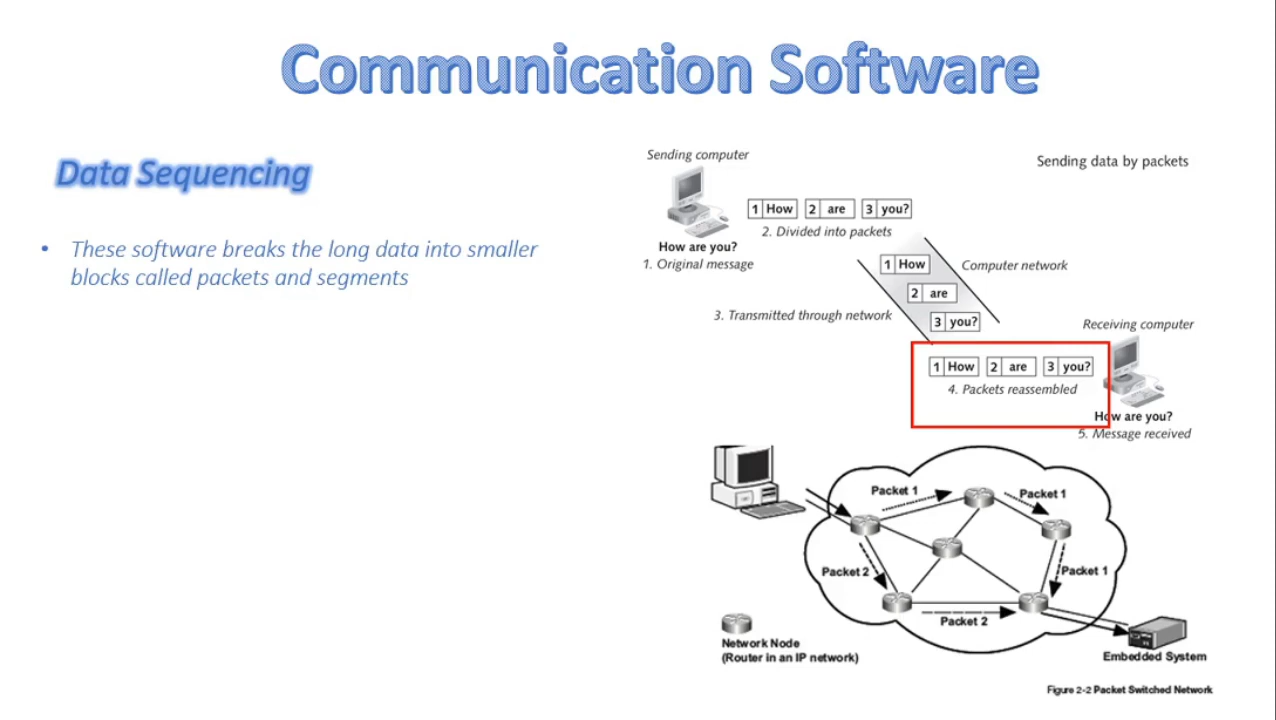 Communication Software
Data Sequencing
• These software breaks the long data into smaller
blocks called packets and segments
Sending computer
Sending data by packets
1 How 2 are 3 you?
2. Divided into packets
How are you?
1. Original message
1 How
Computer network
2 are
3. Transmitted through network
3 you?
Receiving computer
1 How 2 are 3 you?
4. Packets reassembled
How are you?
5. Message received
Packet 1
Packet 1
Packet 2
Packet 1
Packet 2
Network Node
(Router in an IP network)
Embedded System
Figure 2-2 Packet Switched Network